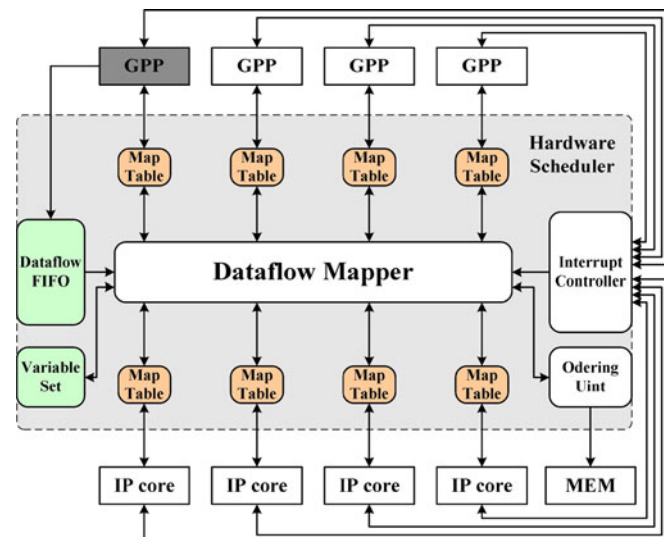 GPP GPP GPP GPP
Hardware
Scheduler
Map
Table
Map
Table
Map
Table
Map
Table
Dataflow
FIFO
Dataflow Mapper
Interrupt
Controller
Variable
Set
Map
Table
Map
Table
Map
Table
Map
Table
Odering
Uint
IP core IP core IP core IP core MEM